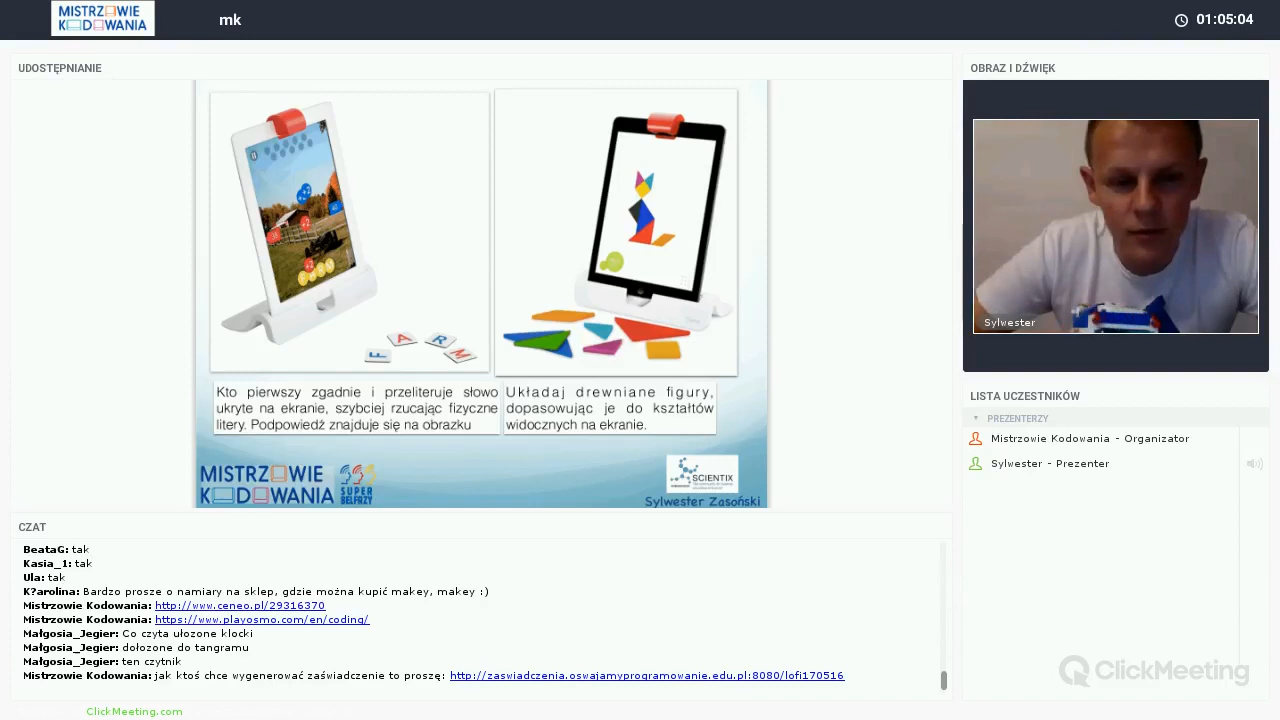 MISTRZOWIE
KODOWANIA
mk
01:05:04
UDOSTĘPNIANIE
F A R M
Kto pierwszy zgadnie i przeliteruje słowo
ukryte na ekranie, szybciej rzucając fizyczne
litery. Podpowiedź znajduje się na obrazku
Układaj drewniane figury,
dopasowując je do kształtów
widocznych na ekranie.
MISTRZOWIE
KODOWANIA
SUPER
BELFRZY
SCIENTIX
Sylwester Zasoński
OBRAZ I DŹWIĘK
Sylwester
LISTA UCZESTNIKÓW
PREZENTERZY
Mistrzowie Kodowania - Organizator
Sylwester - Prezenter
CZAT
BeataG: tak
Kasia_1: tak
Ula: tak
K?arolina: Bardzo prosze o namiary na sklep, gdzie można kupić makey, makey :)
Mistrzowie Kodowania: http://www.ceneo.pl/29316370
Mistrzowie Kodowania: https://www.playosmo.com/en/coding/
Małgosia_Jegier: Co czyta ułozone klocki
Małgosia_Jegier: dołozone do tangramu
Małgosia_Jegier: ten czytnik
Mistrzowie Kodowania: jak ktoś chce wygenerować zaświadczenie to proszę: http://zaswiadczenia.oswajamyprogramowanie.edu.pl:8080/lofi170516
ClickMeeting
ClickMeeting.com